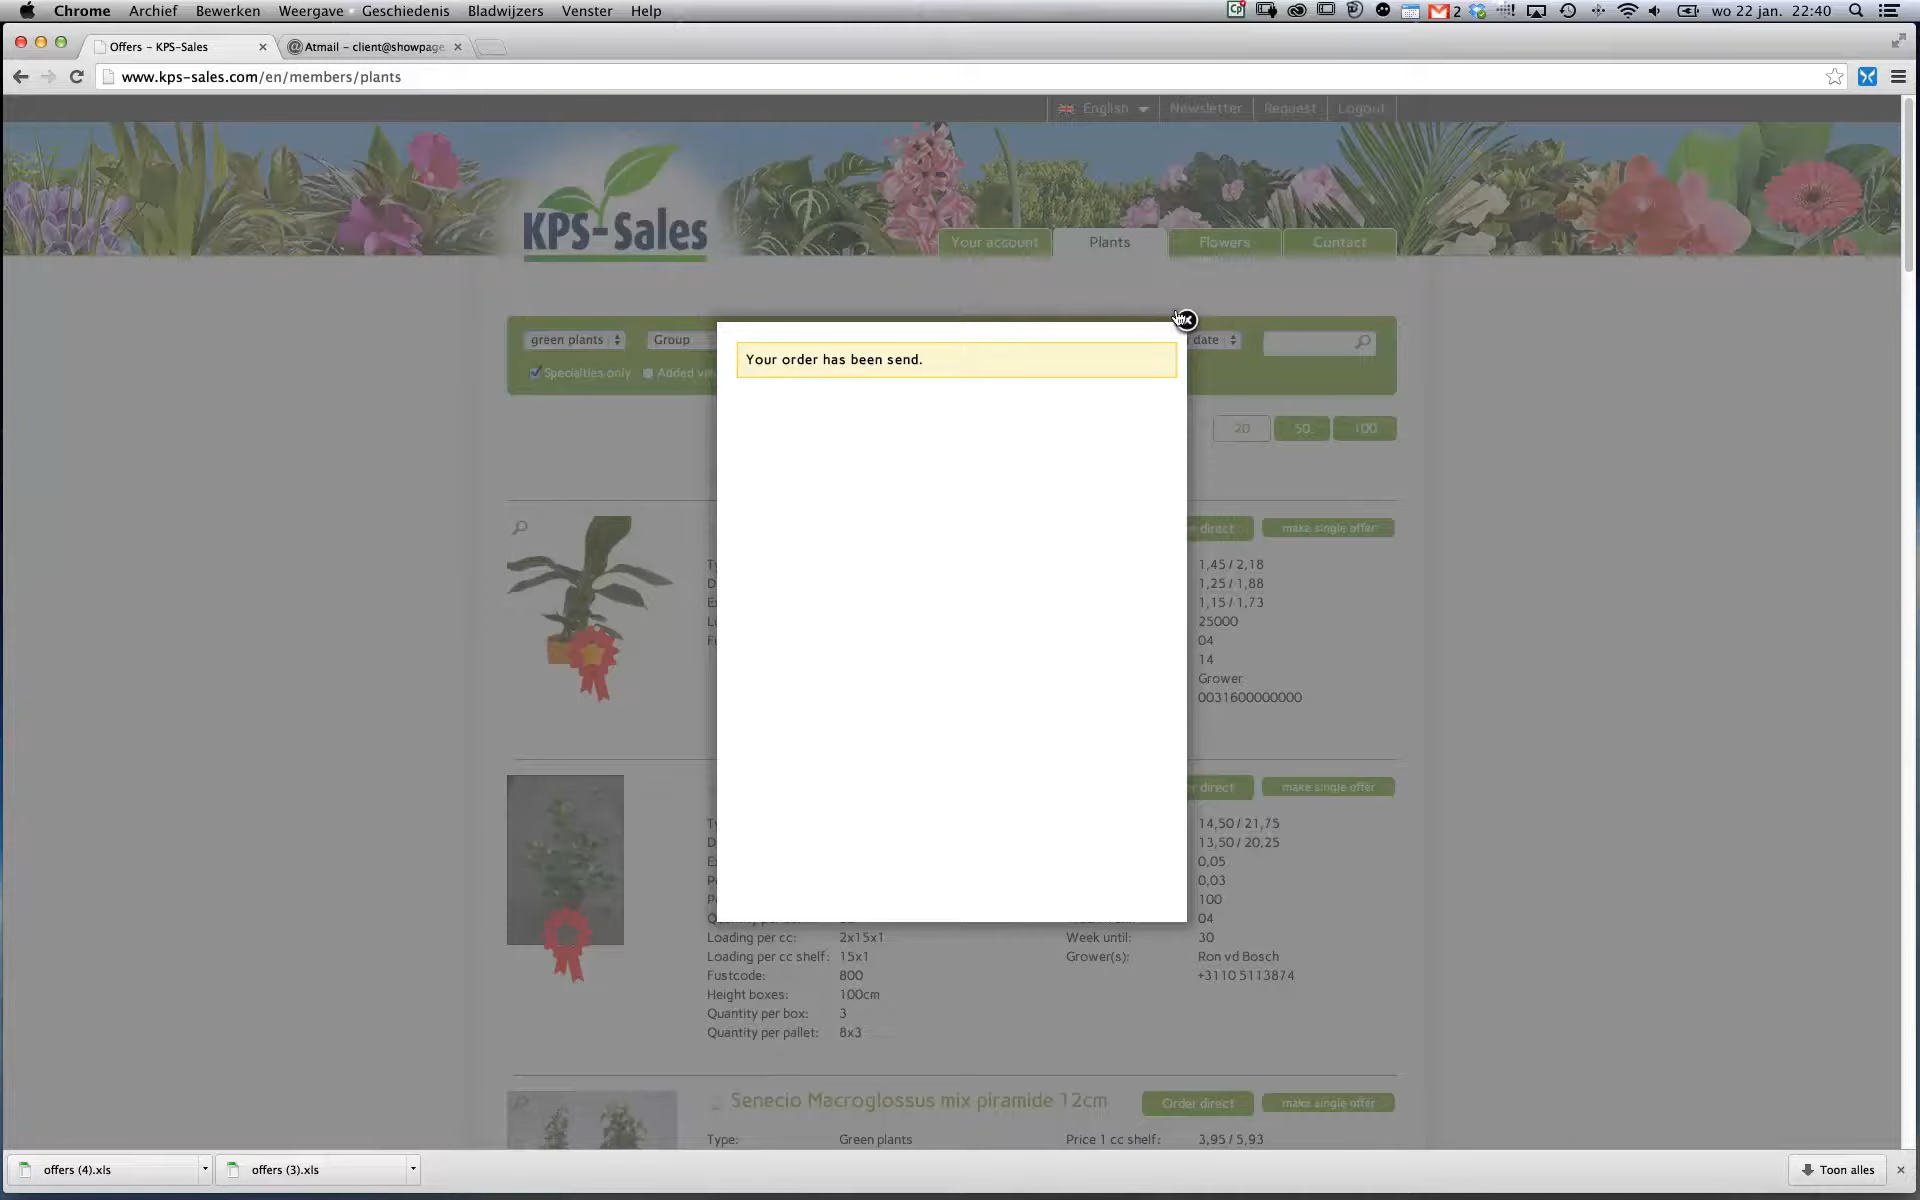 Chrome Archief Bewerken Weergave Geschiedenis Bladwijzers Venster Help 2 wo 22 jan. 22:40
Offers – KPS-Sales Atmail – client@showpage
www.kps-sales.com/en/members/plants
English Newsletter Request Logout
KPS-Sales
Your account Plants Flowers Contact
green plants Group date
Specialties only Added
Your order has been send.
20 50 100
direct make single offer
1,45 / 2,18
1,25 / 1,88
1,15 / 1,73
25000
04
14
Grower
0031600000000
direct make single offer
14,50 / 21,75
13,50 / 20,25
0,05
0,03
100
04
Loading per cc: 2x15x1 Week until: 30
Loading per cc shelf: 15x1 Grower(s): Ron vd Bosch
Fustcode: 800 +3110 5113874
Height boxes: 100cm
Quantity per box: 3
Quantity per pallet: 8x3
Senecio Macroglossus mix piramide 12cm Order direct make single offer
Type: Green plants Price 1 cc shelf: 3,95 / 5,93
offers (4).xls offers (3).xls Toon alles